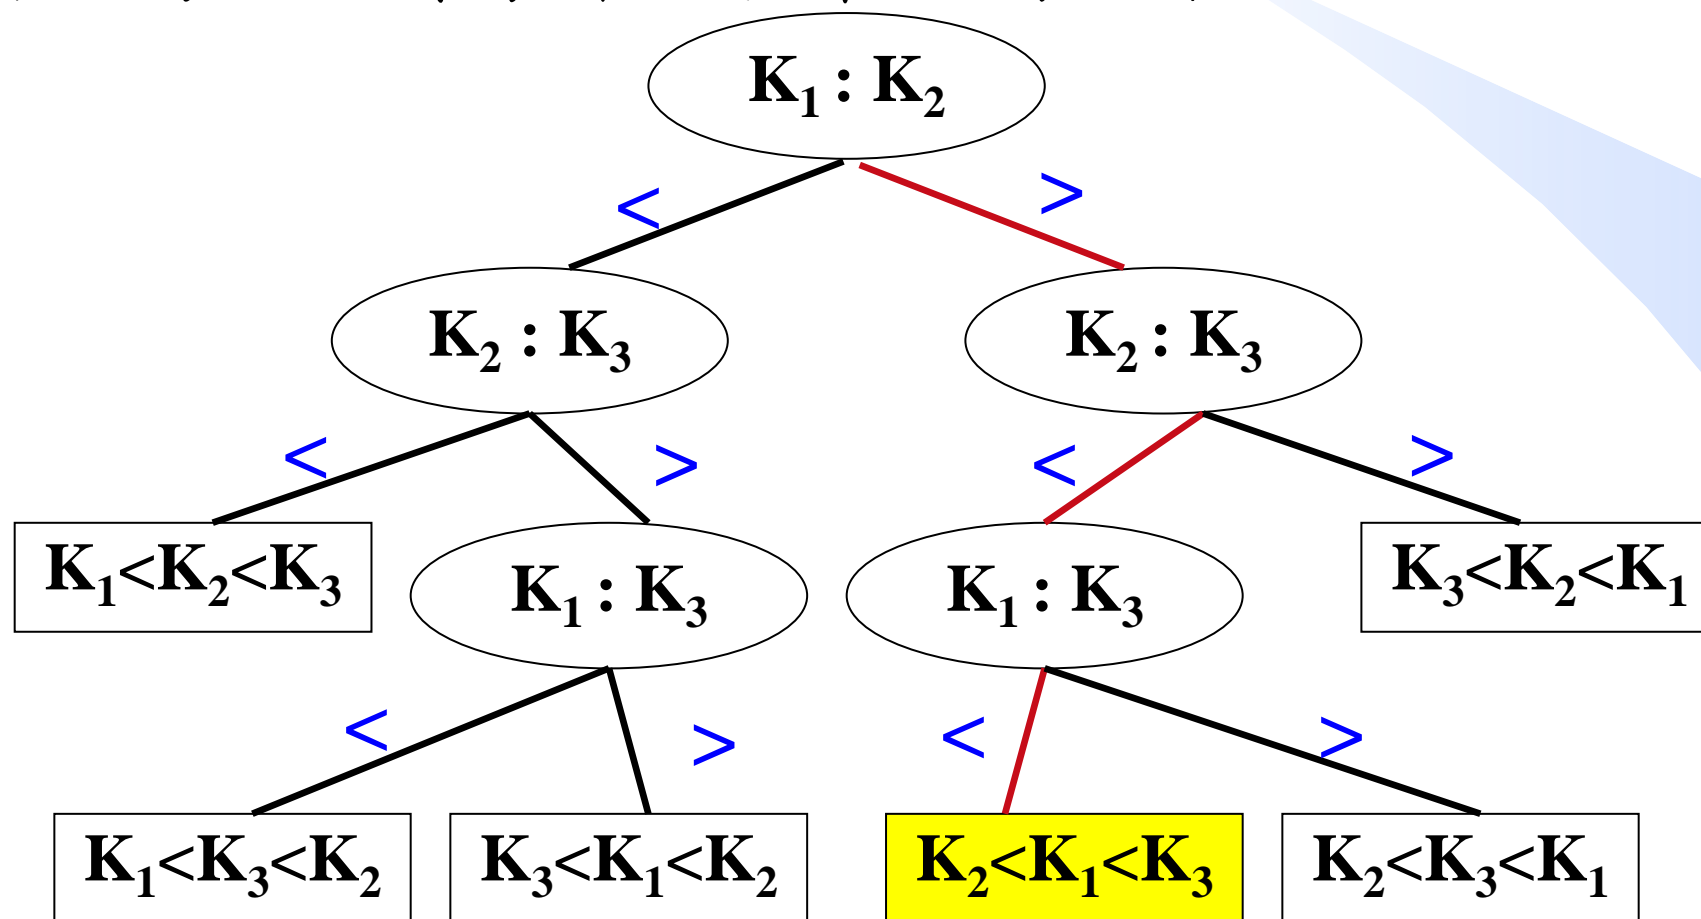 K₁ : K₂
< >
K₂ : K₃ K₂ : K₃
< > < >
K₁<K₂<K₃ K₁ : K₃ K₁ : K₃ K₃<K₂<K₁
< > < >
K₁<K₃<K₂ K₃<K₁<K₂ K₂<K₁<K₃ K₂<K₃<K₁